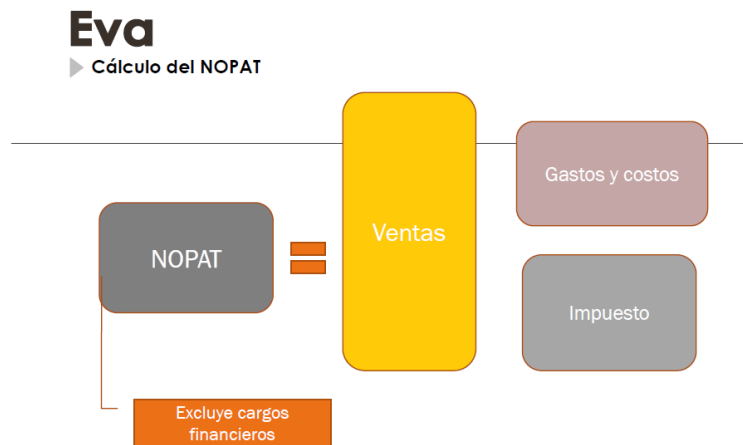 Eva
Cálculo del NOPAT
Gastos y costos
Ventas
NOPAT
Impuesto
Excluye cargos
financieros